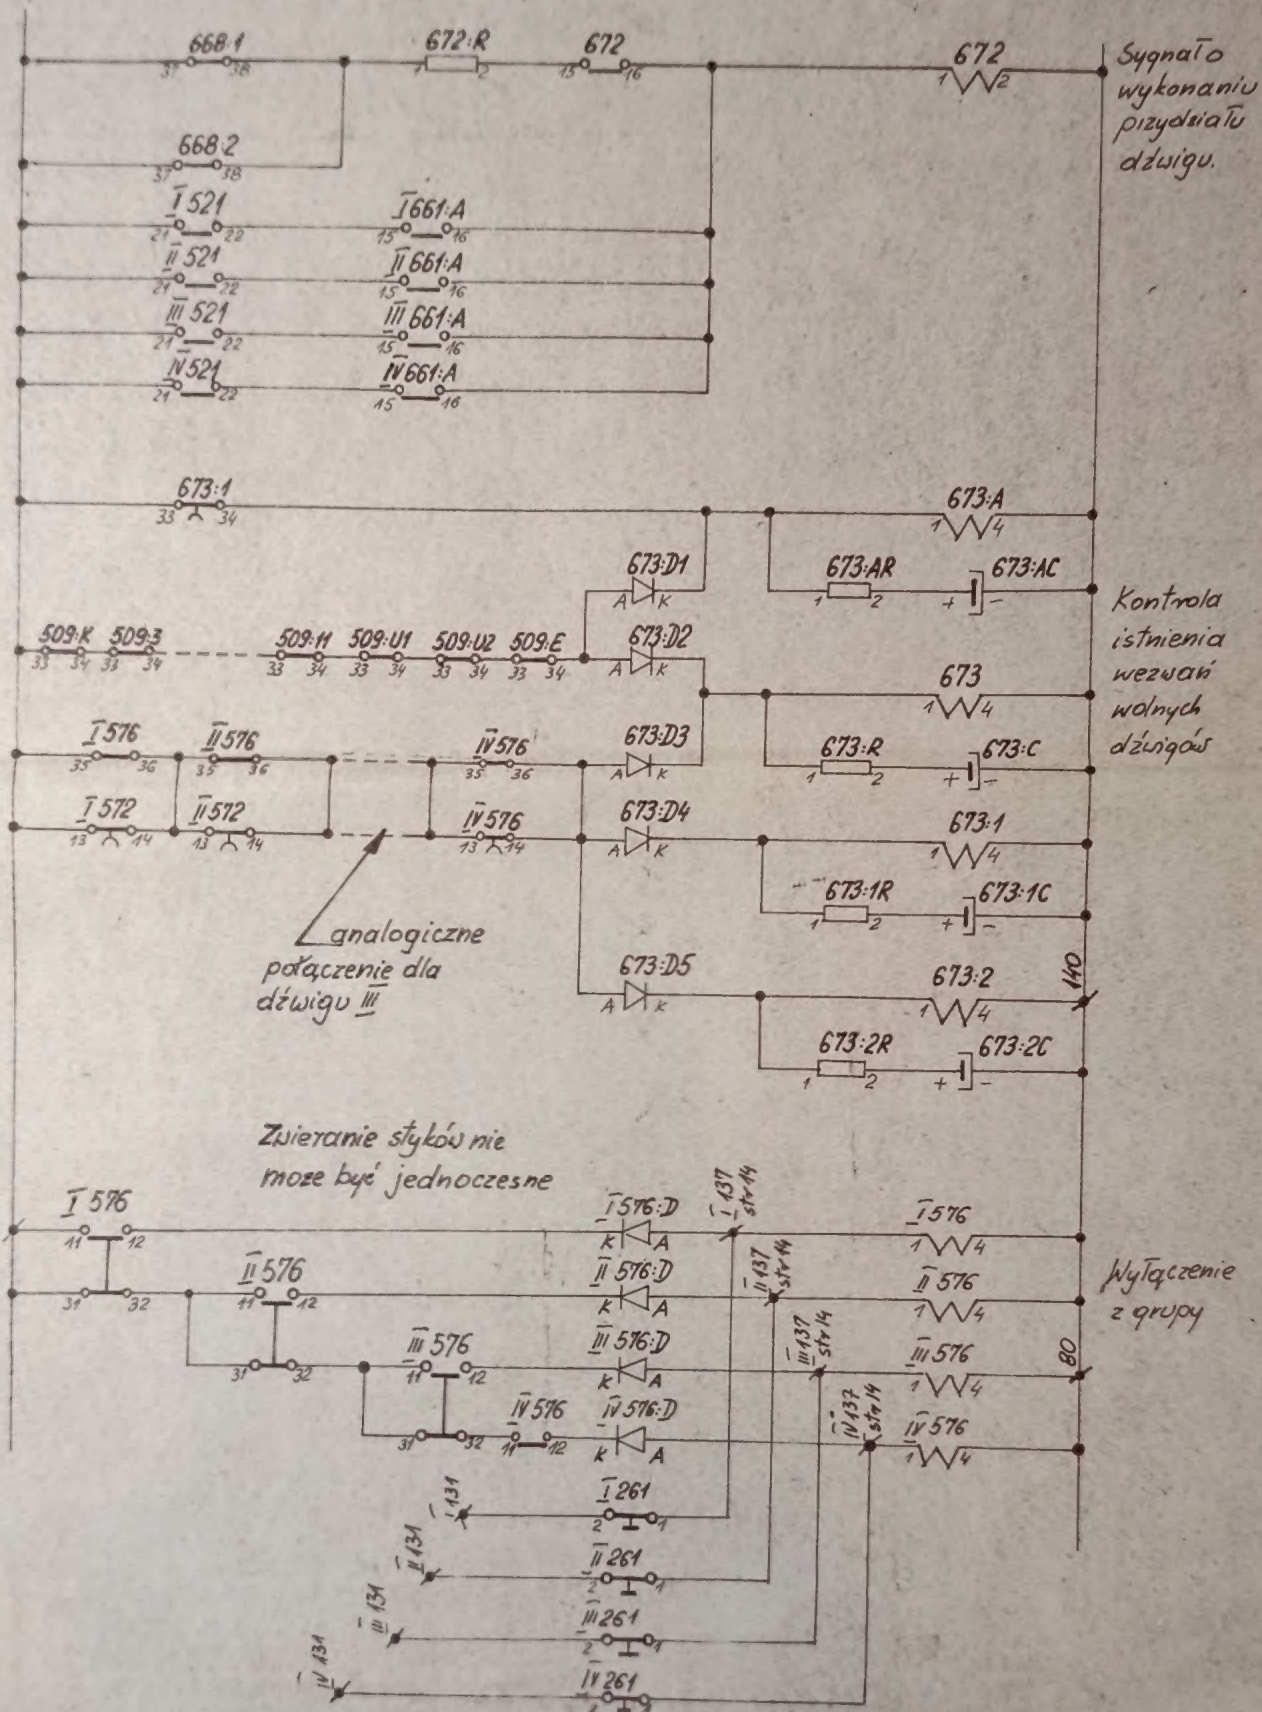 668:1 672:R 672 672
37 38 1 2 15 16 1 2
Sygnał o
wykonaniu
przydziału
dźwigu.
668:2
37 38
I 521 I 661:A
21 22 15 16
II 521 II 661:A
21 22 15 16
III 521 III 661:A
21 22 15 16
IV 521 IV 661:A
21 22 15 16
673:1 673:A
33 34 1 4
673:D1 673:AR 673:AC
A K 1 2 + -
Kontrola
istnienia
wezwań
wolnych
dźwigów
509:K 509:3 509:11 509:U1 509:U2 509:E 673:D2
33 34 33 34 33 34 33 34 33 34 33 34 A K
673
1 4
I 576 II 576 IV 576 673:D3 673:R 673:C
35 36 35 36 35 36 A K 1 2 + -
I 572 II 572 IV 576 673:D4 673:1
13 14 13 14 13 14 A K 1 4
673:1R 673:1C
1 2 + -
analogiczne
połączenie dla
dźwigu III
673:D5 673:2 140
A K 1 4
673:2R 673:2C
1 2 + -
Zwieranie styków nie
może być jednoczesne
I 576 I 576:D I 137 str 14 I 576
11 12 K A 1 4
II 576 II 576:D II 137 str 14 II 576
31 32 11 12 K A 1 4
Wyłączenie
z grupy
III 576 III 576:D III 137 str 14 III 576 80
31 32 11 12 K A 1 4
IV 576 IV 576:D IV 137 str 14 IV 576
31 32 11 12 K A 1 4
I 131 I 261
2 1
II 131 II 261
2 1
III 131 III 261
2 1
IV 131 IV 261